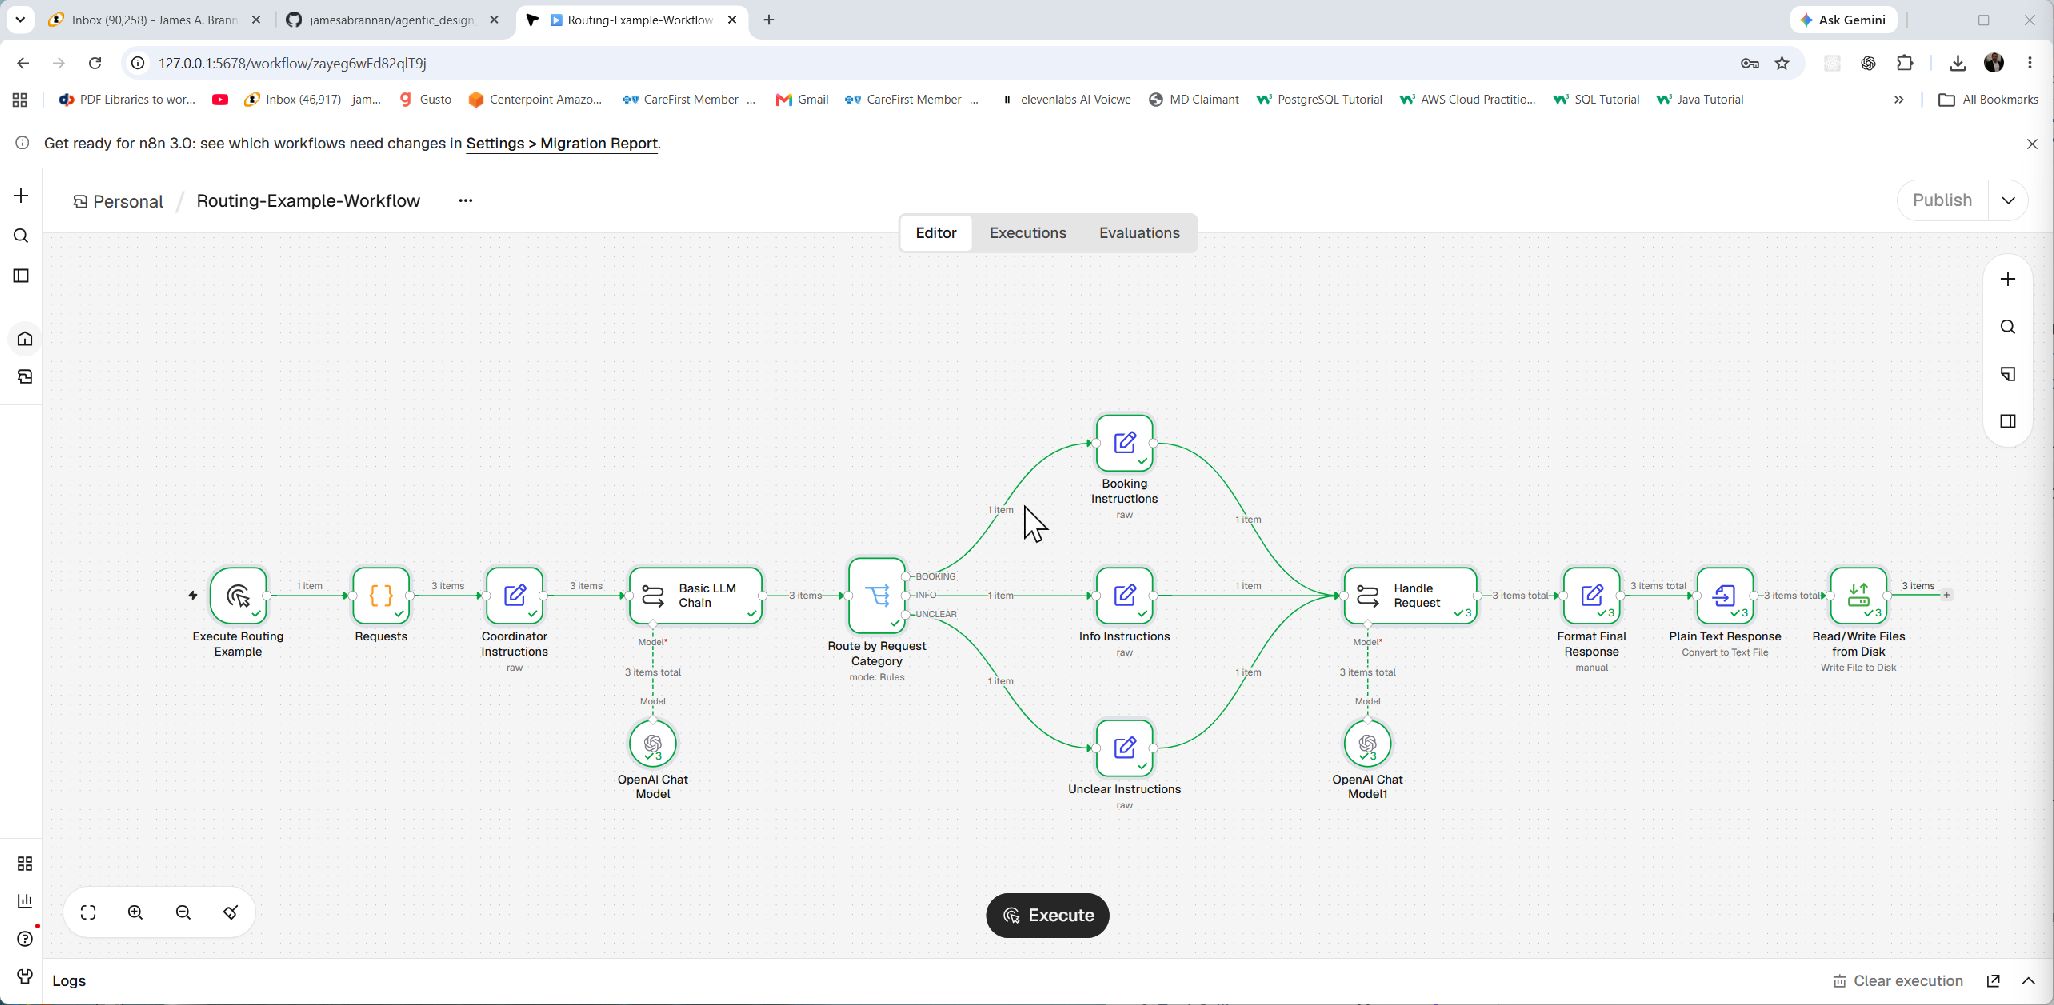 Inbox (90,258) - James A. Brann
jamesabrannan/agentic_design_
Routing-Example-Workflow
Ask Gemini
127.0.0.1:5678/workflow/zayeg6wFd82qlT9j
PDF Libraries to wor...
Inbox (46,917) - jam...
Gusto
Centerpoint Amazo...
CareFirst Member ...
Gmail
CareFirst Member ...
elevenlabs AI Voicwe
MD Claimant
PostgreSQL Tutorial
AWS Cloud Practitio...
SQL Tutorial
Java Tutorial
All Bookmarks
Get ready for n8n 3.0: see which workflows need changes in Settings > Migration Report.
Personal / Routing-Example-Workflow ...
Publish
Editor
Executions
Evaluations
Booking
Instructions
raw
1 item
1 item
1 item
3 items
3 items
Basic LLM
Chain
3 items
BOOKING
INFO
UNCLEAR
1 item
1 item
Handle
Request
3
3 items total
3
3 items total
3
3 items total
3
3 items
Execute Routing
Example
Requests
Coordinator
Instructions
raw
Model*
3 items total
Model
Route by Request
Category
mode: Rules
Info Instructions
raw
Model*
3 items total
Model
Format Final
Response
manual
Plain Text Response
Convert to Text File
Read/Write Files
from Disk
Write File to Disk
1 item
1 item
3
OpenAI Chat
Model
Unclear Instructions
raw
3
OpenAI Chat
Model1
Execute
Logs
Clear execution